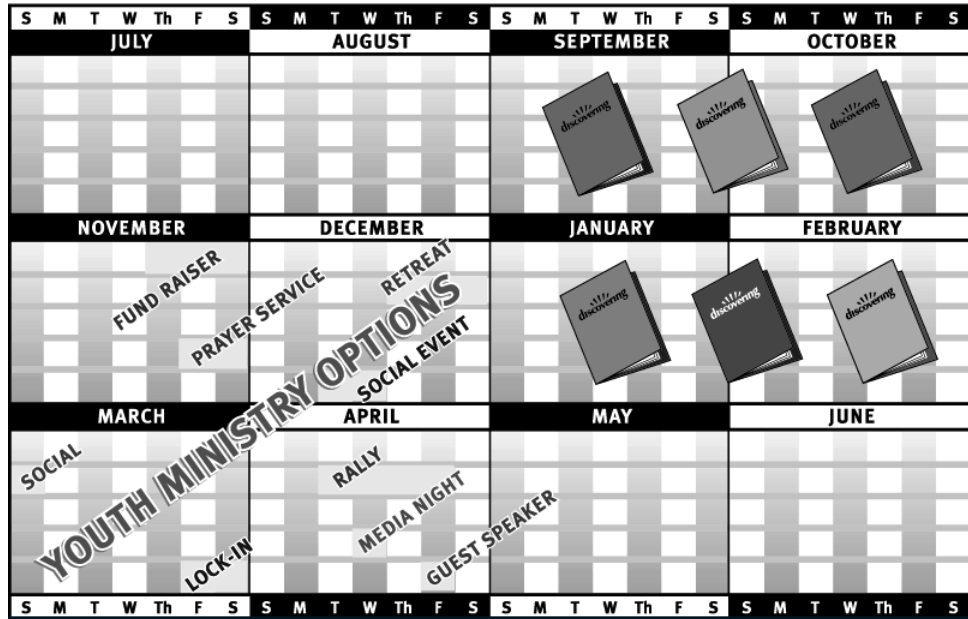 S M T W Th F S S M T W Th F S S M T W Th F S S M T W Th F S
JULY AUGUST SEPTEMBER OCTOBER
discovering discovering discovering
NOVEMBER DECEMBER JANUARY FEBRUARY
FUND RAISER
PRAYER SERVICE
RETREAT
YOUTH MINISTRY OPTIONS
SOCIAL EVENT
discovering discovering discovering
MARCH APRIL MAY JUNE
SOCIAL
LOCK-IN
RALLY
MEDIA NIGHT
GUEST SPEAKER
S M T W Th F S S M T W Th F S S M T W Th F S S M T W Th F S